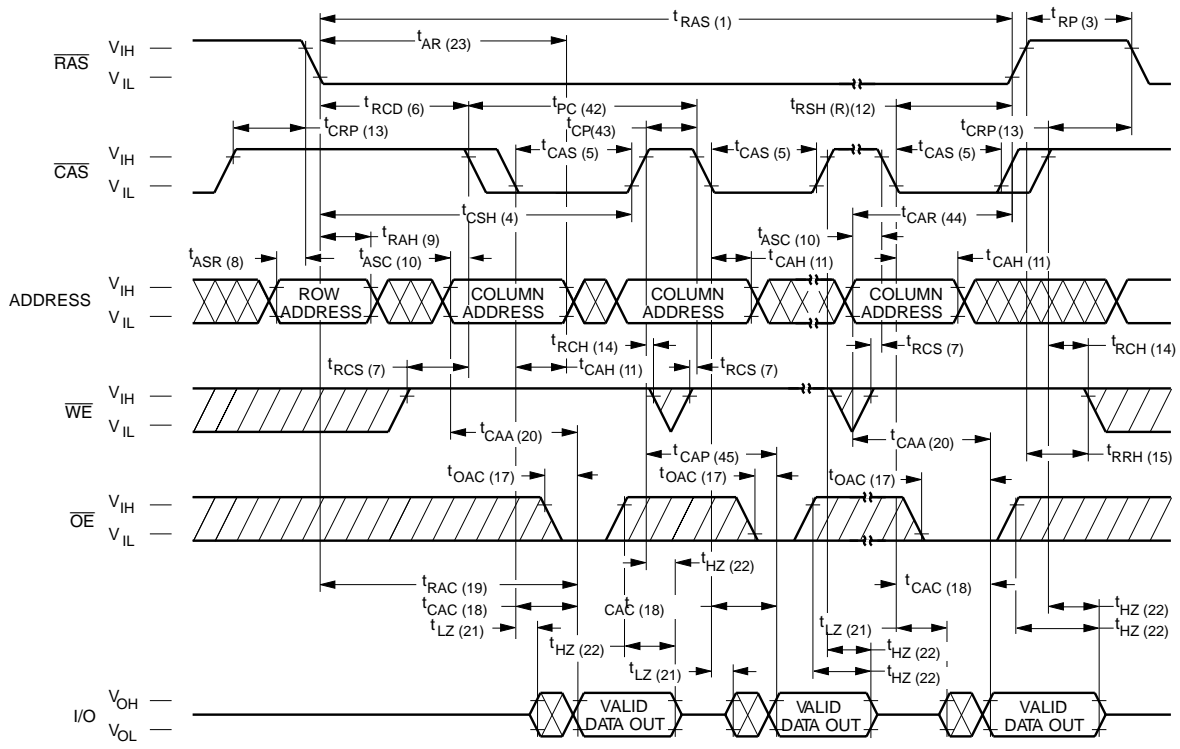 tRAS (1)
tRP (3)
tAR (23)
RAS
VIH
VIL
tRCD (6)
tPC (42)
tRSH (R)(12)
tCRP (13)
tCP(43)
tCRP (13)
CAS
VIH
VIL
tCAS (5)
tCAS (5)
tCAS (5)
tCSH (4)
tCAR (44)
tRAH (9)
tASC (10)
tASR (8)
tASC (10)
tCAH (11)
tCAH (11)
ADDRESS
VIH
VIL
ROW
ADDRESS
COLUMN
ADDRESS
COLUMN
ADDRESS
COLUMN
ADDRESS
tRCH (14)
tRCS (7)
tRCH (14)
tRCS (7)
tCAH (11)
tRCS (7)
WE
VIH
VIL
tCAA (20)
tCAA (20)
tCAP (45)
tRRH (15)
tOAC (17)
tOAC (17)
tOAC (17)
OE
VIH
VIL
tHZ (22)
tRAC (19)
tCAC (18)
tCAC (18)
tCAC (18)
tHZ (22)
tLZ (21)
tLZ (21)
tHZ (22)
tHZ (22)
tHZ (22)
tLZ (21)
tHZ (22)
I/O
VOH
VOL
VALID
DATA OUT
VALID
DATA OUT
VALID
DATA OUT